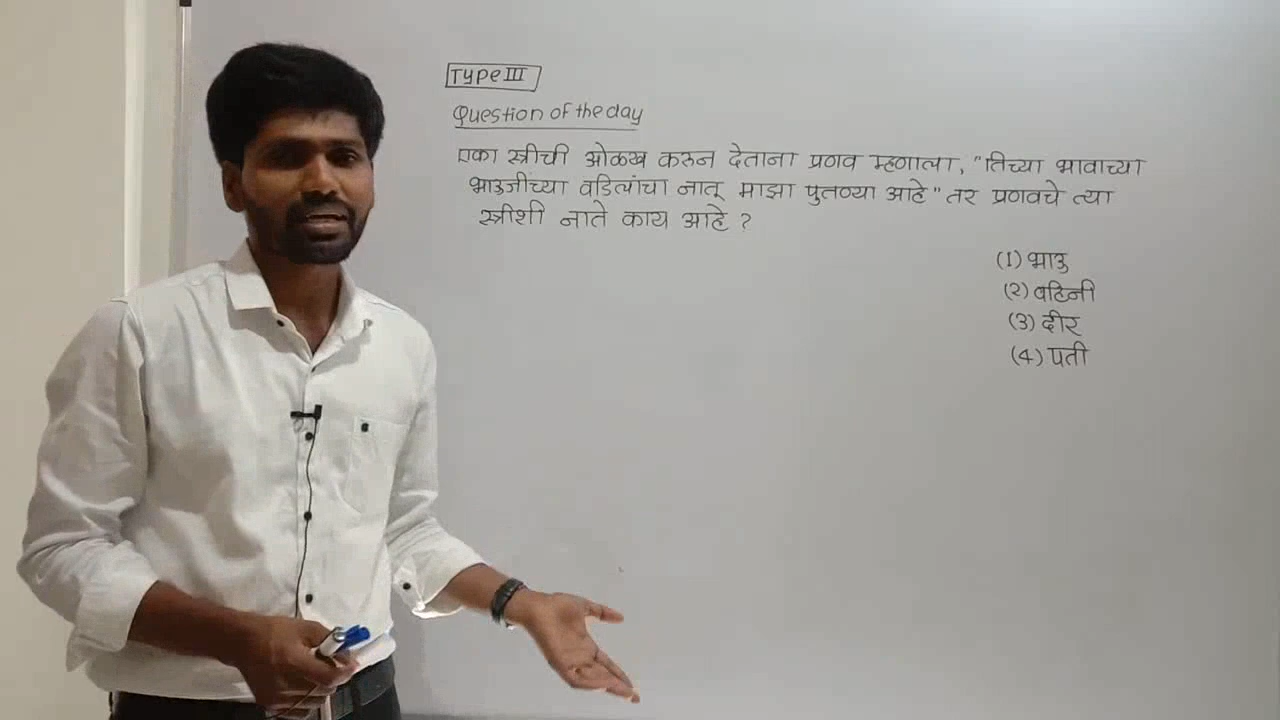 Type III
Question of the day
एका स्त्रीची ओळख करुन देताना प्रणव म्हणाला, "तिच्या भावाच्या
भाऊजींच्या वडिलांचा नातू माझा पुतण्या आहे" तर प्रणवचे त्या
स्त्रीशी नाते काय आहे ?
(1) भाऊ
(2) वहिनी
(3) दीर
(4) पती